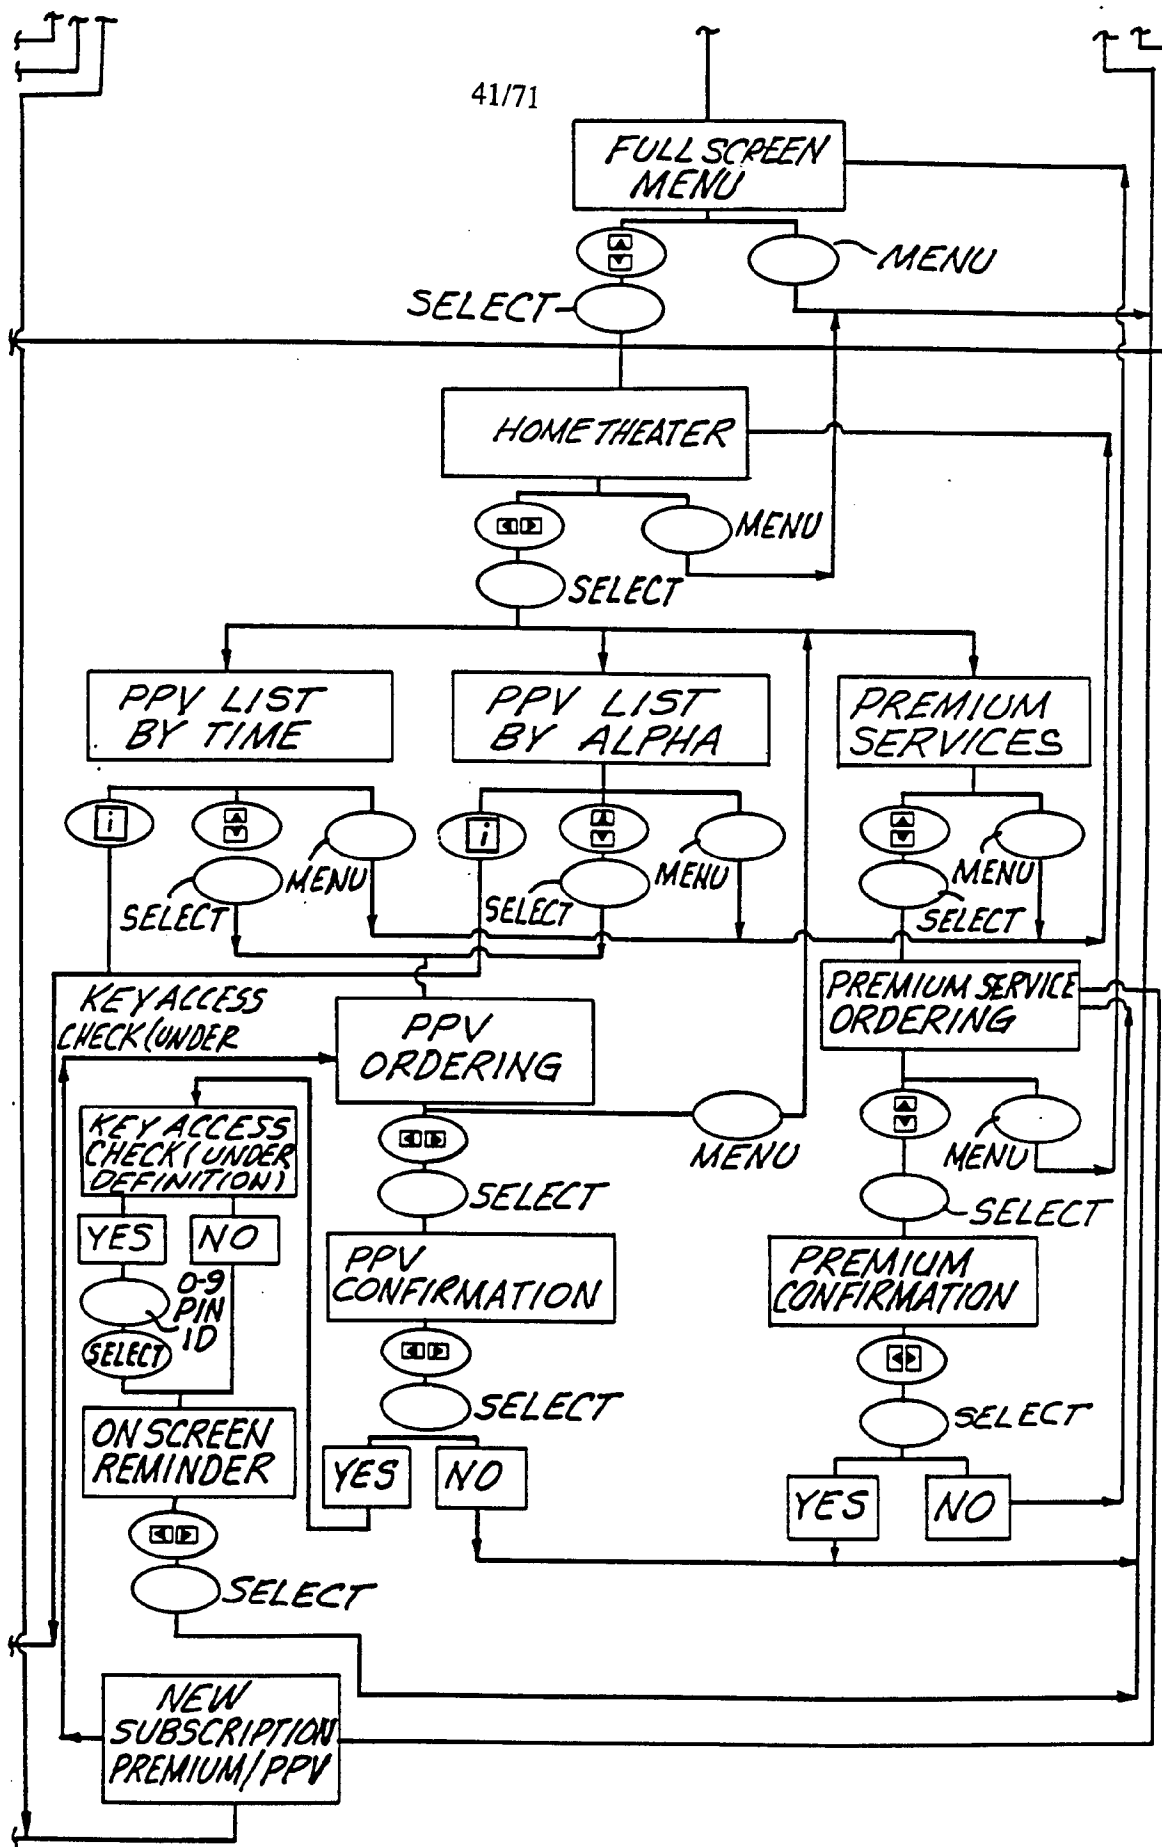 41/71
FULL SCREEN
MENU
MENU
SELECT
HOME THEATER
MENU
SELECT
PPV LIST
BY TIME
PPV LIST
BY ALPHA
PREMIUM
SERVICES
i
i
MENU
SELECT
MENU
SELECT
MENU
SELECT
KEY ACCESS
CHECK (UNDER
PPV
ORDERING
PREMIUM SERVICE
ORDERING
KEY ACCESS
CHECK (UNDER
DEFINITION)
MENU
MENU
SELECT
SELECT
YES
NO
PPV
CONFIRMATION
PREMIUM
CONFIRMATION
0-9
PIN
ID
SELECT
SELECT
SELECT
ON SCREEN
REMINDER
YES
NO
YES
NO
SELECT
NEW
SUBSCRIPTION
PREMIUM/PPV